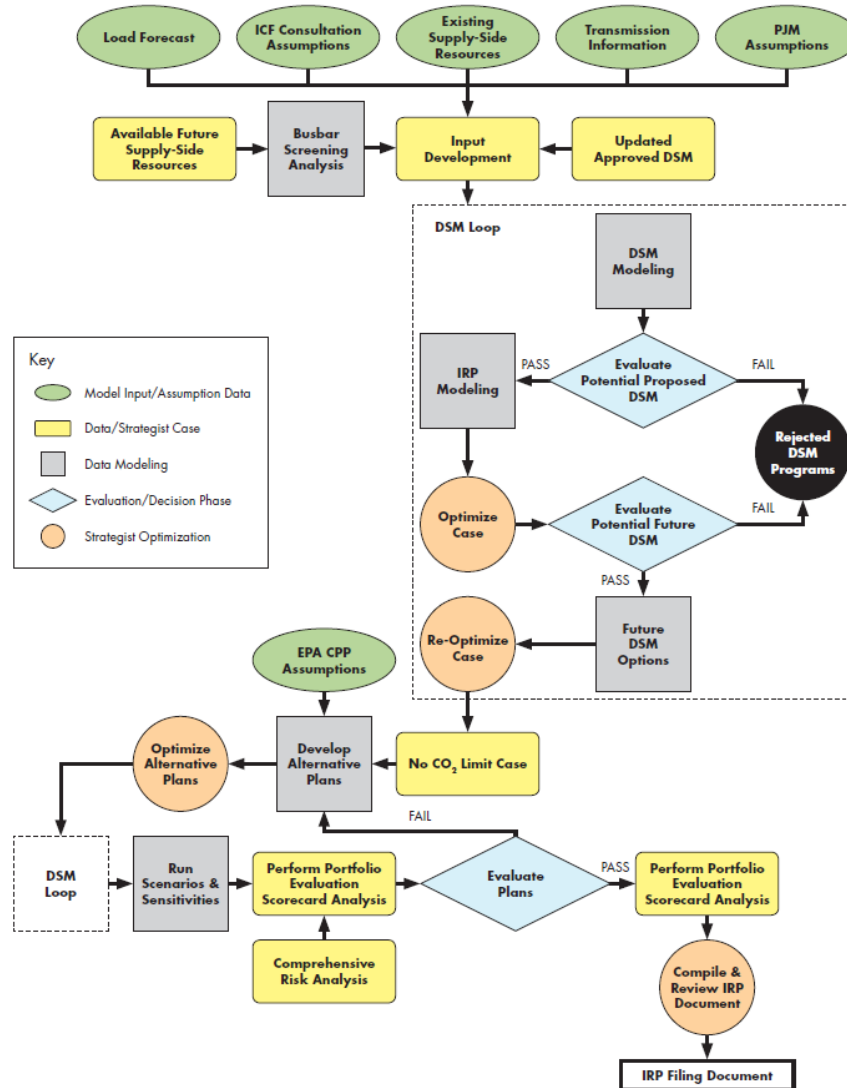 Load Forecast
ICF Consultation
Assumptions
Existing
Supply-Side
Resources
Transmission
Information
PJM
Assumptions
Available Future
Supply-Side
Resources
Busbar
Screening
Analysis
Input
Development
Updated
Approved DSM
DSM Loop
DSM
Modeling
IRP
Modeling
PASS
Evaluate
Potential Proposed
DSM
FAIL
Rejected
DSM
Programs
Key
Model Input/Assumption Data
Data/Strategist Case
Data Modeling
Evaluation/Decision Phase
Strategist Optimization
Optimize
Case
Evaluate
Potential Future
DSM
FAIL
PASS
Re-Optimize
Case
Future
DSM
Options
EPA CPP
Assumptions
Optimize
Alternative
Plans
Develop
Alternative
Plans
No CO₂ Limit Case
FAIL
DSM
Loop
Run
Scenarios &
Sensitivities
Perform Portfolio
Evaluation
Scorecard Analysis
Evaluate
Plans
PASS
Perform Portfolio
Evaluation
Scorecard Analysis
Comprehensive
Risk Analysis
Compile &
Review IRP
Document
IRP Filing Document